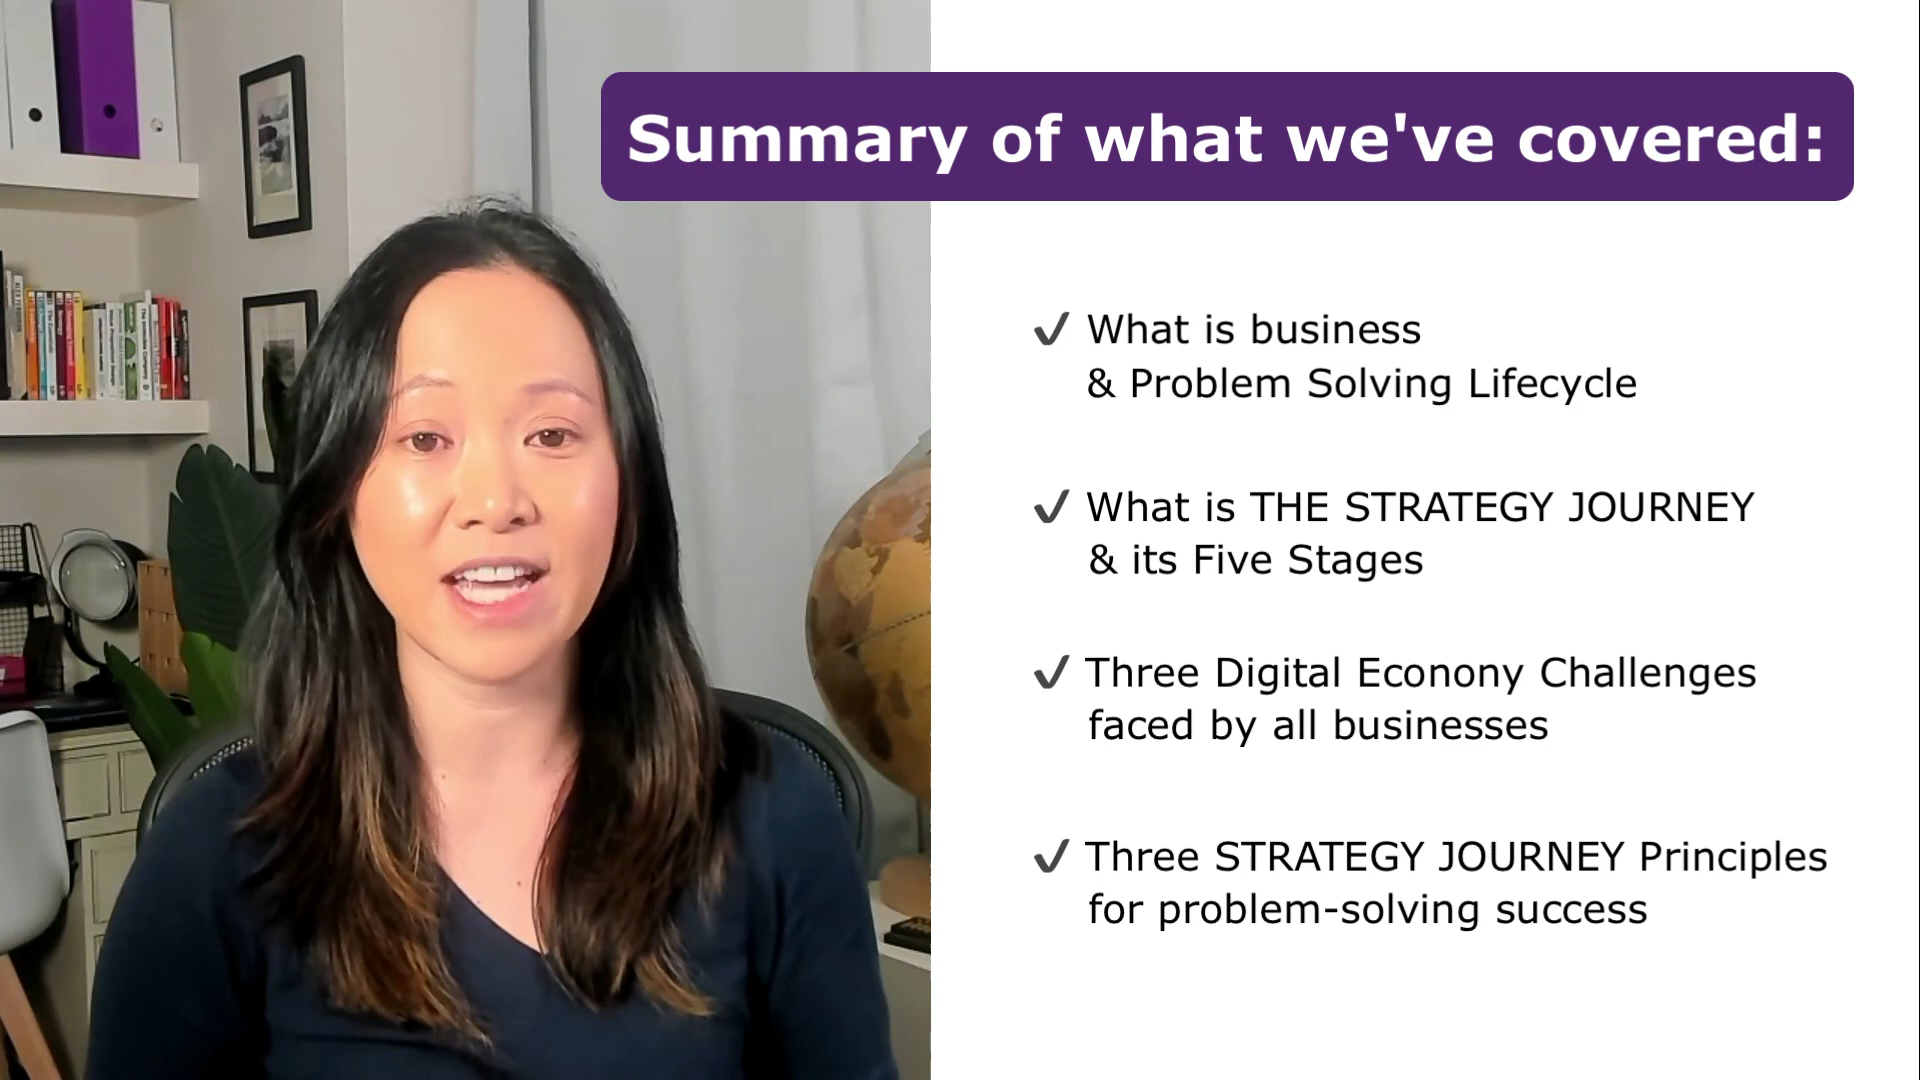 Summary of what we've covered:
✓ What is business
& Problem Solving Lifecycle
✓ What is THE STRATEGY JOURNEY
& its Five Stages
✓ Three Digital Econony Challenges
faced by all businesses
✓ Three STRATEGY JOURNEY Principles
for problem-solving success